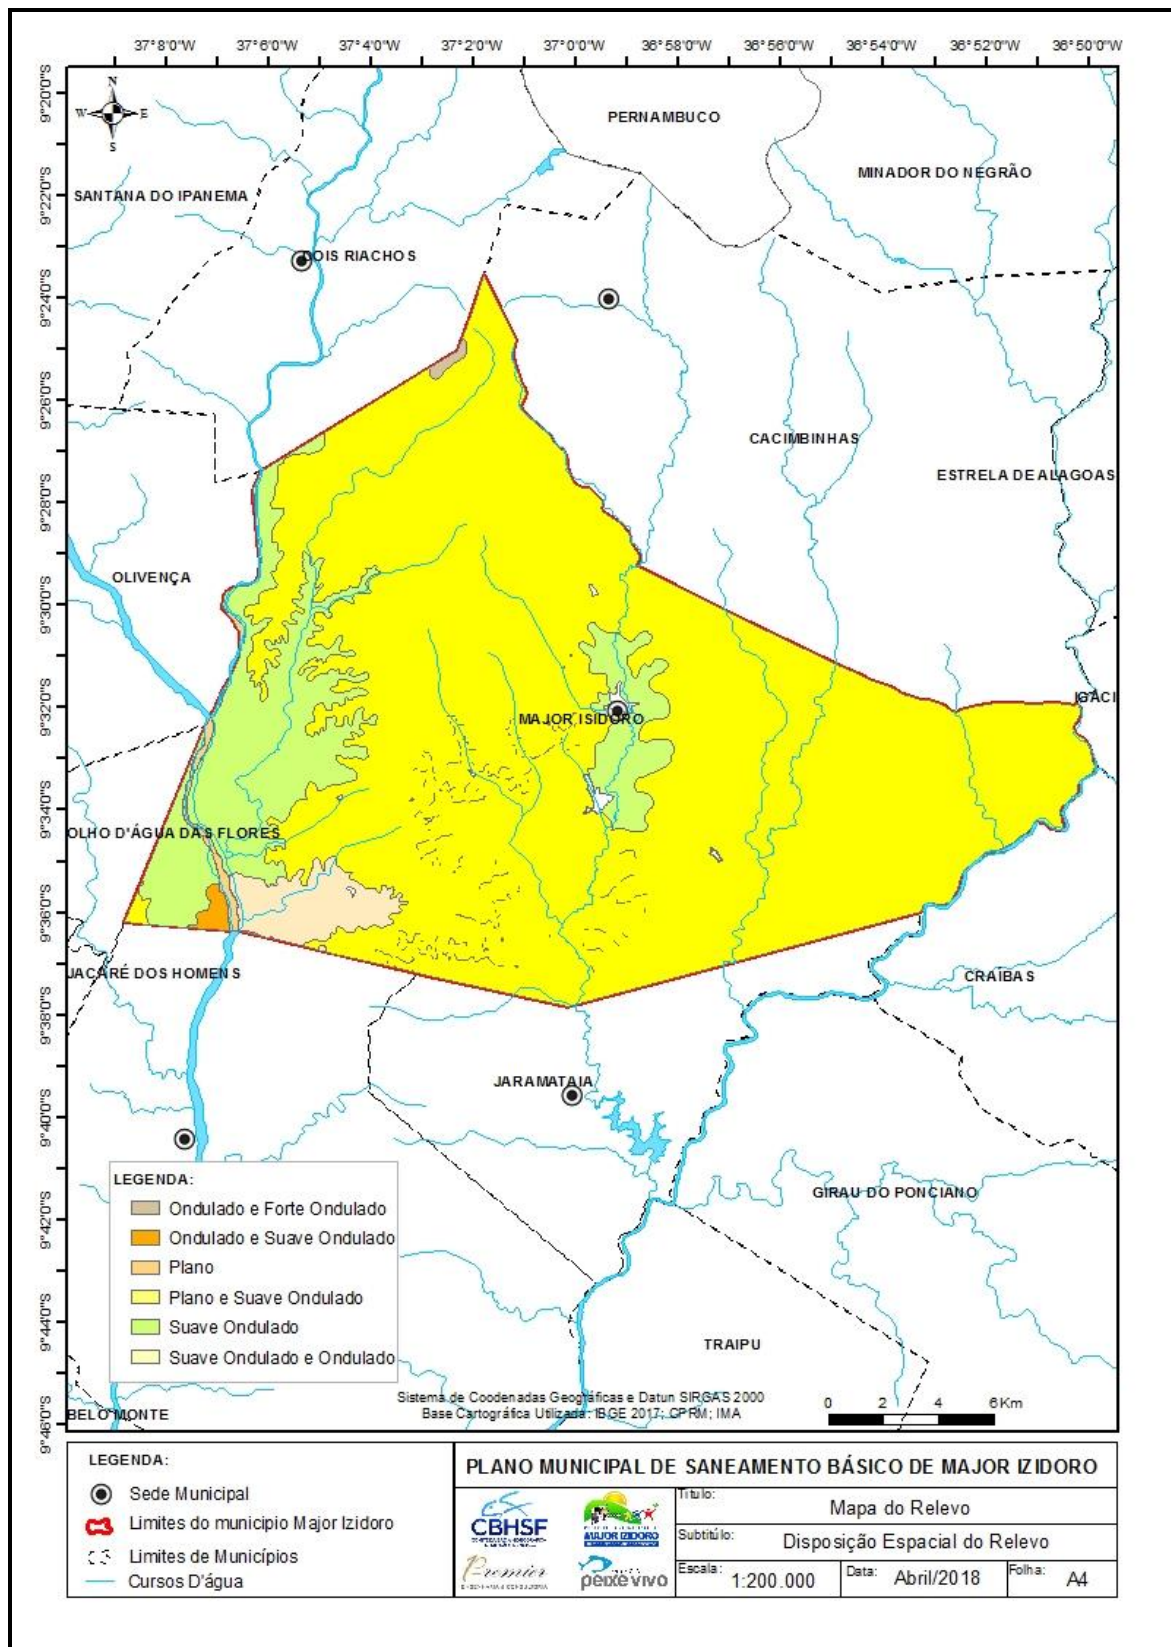 37°8'0"W 37°6'0"W 37°4'0"W 37°2'0"W 37°0'0"W 36°58'0"W 36°56'0"W 36°54'0"W 36°52'0"W 36°50'0"W
9°20'0"S
9°22'0"S
9°24'0"S
9°26'0"S
9°28'0"S
9°30'0"S
9°32'0"S
9°34'0"S
9°36'0"S
9°38'0"S
9°40'0"S
9°42'0"S
9°44'0"S
9°46'0"S
N
W E
S
PERNAMBUCO
MINADOR DO NEGRÃO
SANTANA DO IPANEMA
DOIS RIACHOS
CACIMBINHAS
ESTRELA DE ALAGOAS
OLIVENÇA
IGACI
MAJOR ISIDORO
OLHO D'ÁGUA DAS FLORES
JACARÉ DOS HOMENS
CRAIBAS
JARAMATAIA
GIRAU DO PONCIANO
TRAIPU
BELO MONTE
LEGENDA:
Ondulado e Forte Ondulado
Ondulado e Suave Ondulado
Plano
Plano e Suave Ondulado
Suave Ondulado
Suave Ondulado e Ondulado
Sistema de Coodenadas Geográficas e Datun SIRGAS 2000
Base Cartográfica Utilizada: IBGE 2017; CPRM; IMA
0 2 4 6 Km
LEGENDA:
Sede Municipal
Limites do municipio Major Izidoro
Limites de Municípios
Cursos D'água
PLANO MUNICIPAL DE SANEAMENTO BÁSICO DE MAJOR IZIDORO
CBHSF
MAJOR IZIDORO
Premier
ENGENHARIA & CONSULTORIA
peixe vivo
Titulo: Mapa do Relevo
Subtitúlo: Disposição Espacial do Relevo
Escala: 1:200.000 Data: Abril/2018 Folha: A4